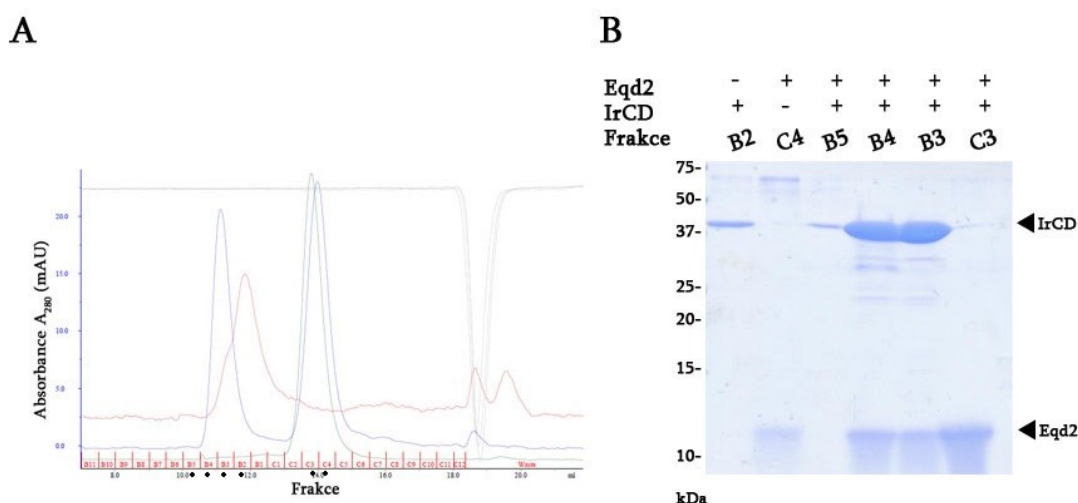 A
Absorbance A280 (mAU)
20.0
15.0
10.0
5.0
0.0
B11 B10 B9 B8 B7 B6 B5 B4 B3 B2 B1 C1 C2 C3 C4 C5 C6 C7 C8 C9 C10 C11 C12 Waste
8.0 10.0 12.0 14.0 16.0 18.0 20.0 ml
Frakce
B
Eqd2 - + + + + +
IrCD + - + + + +
Frakce B2 C4 B5 B4 B3 C3
75-
50-
37-
25-
20-
15-
10-
kDa
IrCD
Eqd2